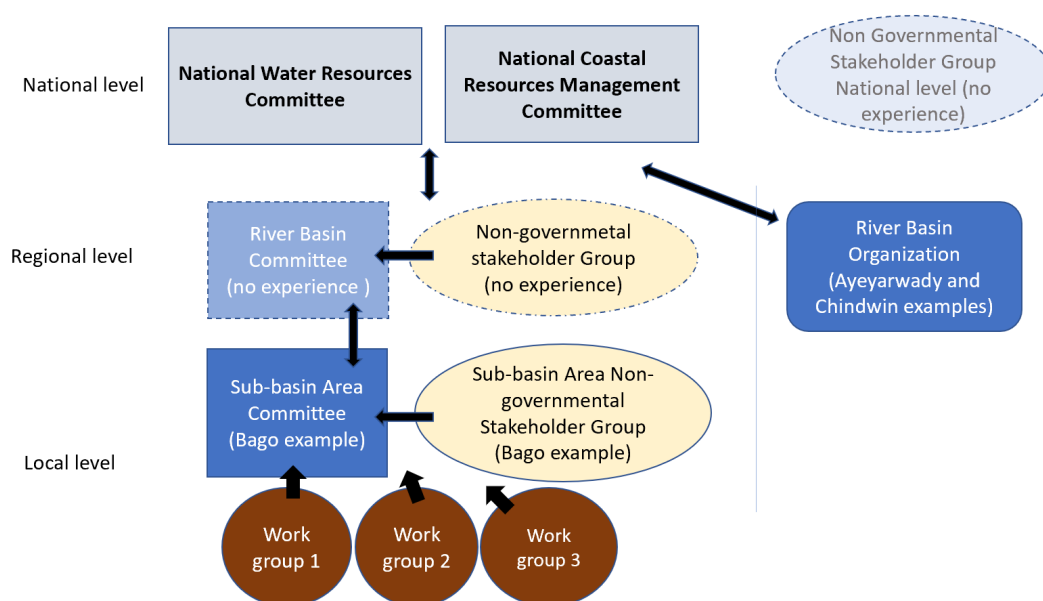 National level
National Water Resources
Committee
National Coastal
Resources Management
Committee
Non Governmental
Stakeholder Group
National level (no
experience)
Regional level
River Basin
Committee
(no experience )
Non-governmetal
stakeholder Group
(no experience)
River Basin
Organization
(Ayeyarwady and
Chindwin examples)
Local level
Sub-basin Area
Committee
(Bago example)
Sub-basin Area Non-
governmental
Stakeholder Group
(Bago example)
Work
group 1
Work
group 2
Work
group 3